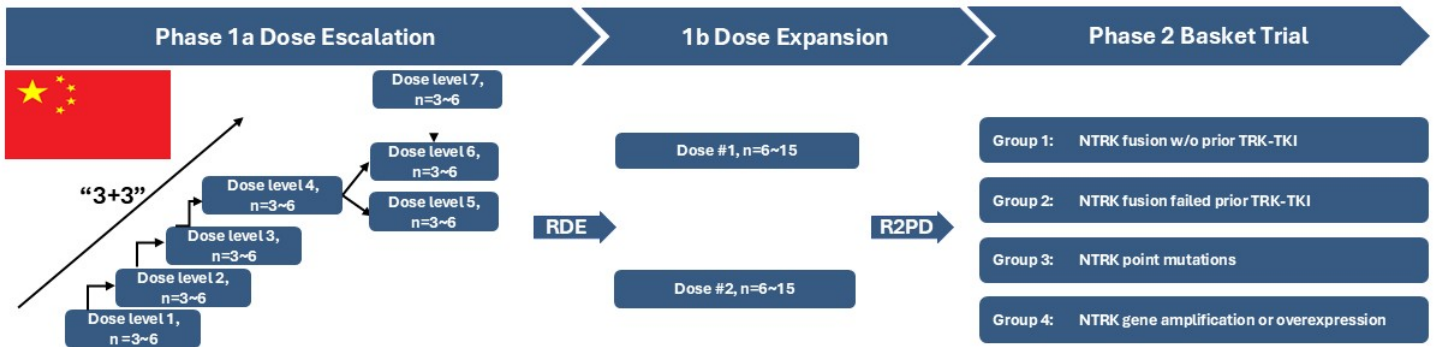 Phase 1a Dose Escalation
1b Dose Expansion
Phase 2 Basket Trial
“3+3”
Dose level 7,
n=3~6
Dose level 6,
n=3~6
Dose level 5,
n=3~6
Dose level 4,
n=3~6
Dose level 3,
n=3~6
Dose level 2,
n=3~6
Dose level 1,
n =3~6
RDE
Dose #1, n=6~15
Dose #2, n=6~15
R2PD
Group 1: NTRK fusion w/o prior TRK-TKI
Group 2: NTRK fusion failed prior TRK-TKI
Group 3: NTRK point mutations
Group 4: NTRK gene amplification or overexpression